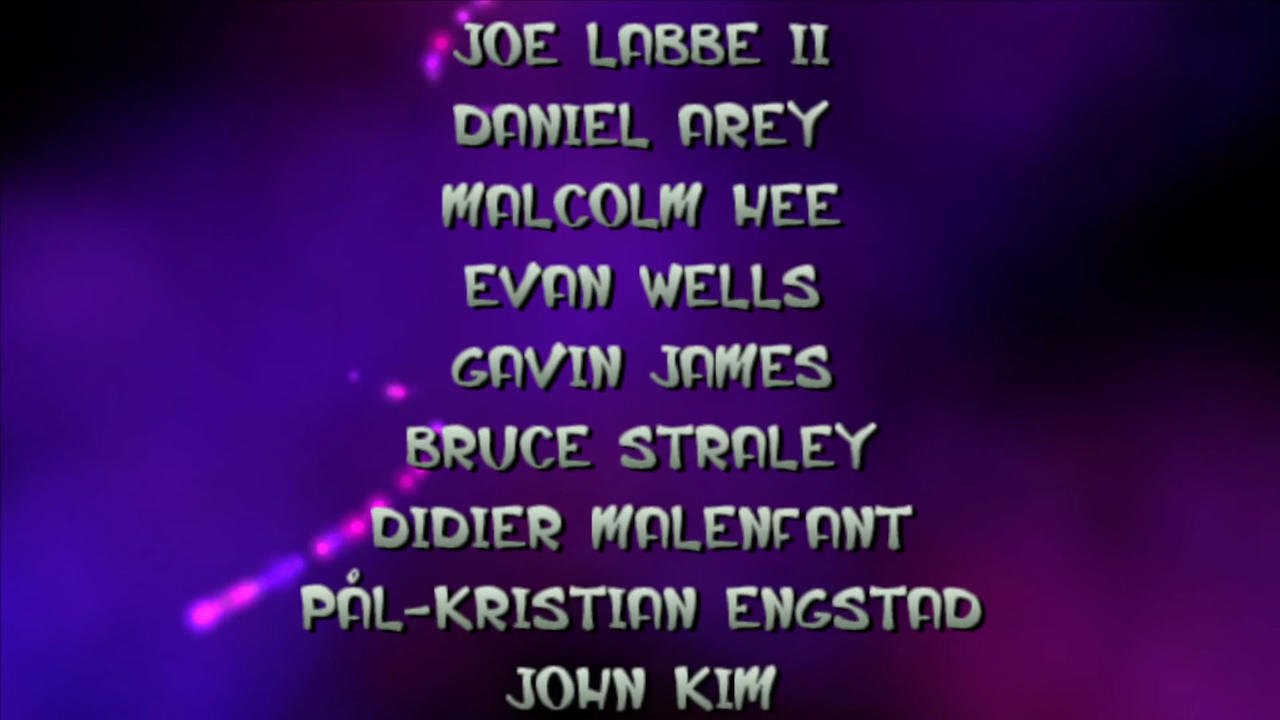 JOE LABBE II
DANIEL AREY
MALCOLM HEE
EVAN WELLS
GAVIN JAMES
BRUCE STRALEY
DIDIER MALENFANT
PÅL-KRISTIAN ENGSTAD
JOHN KIM